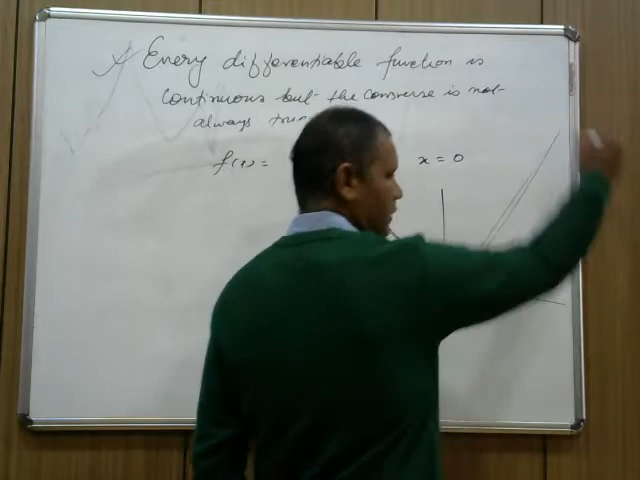 Every differentiable function is
continuous but the converse is not
always
f(x) = x = 0